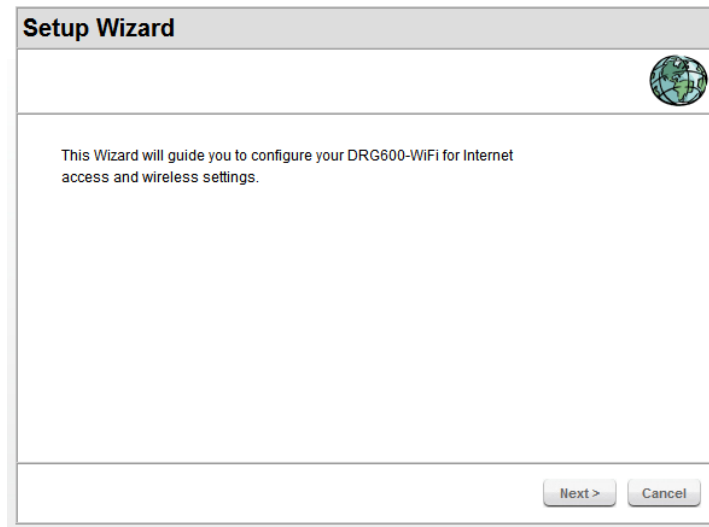 Setup Wizard
This Wizard will guide you to configure your DRG600-WiFi for Internet
access and wireless settings.
Next >
Cancel